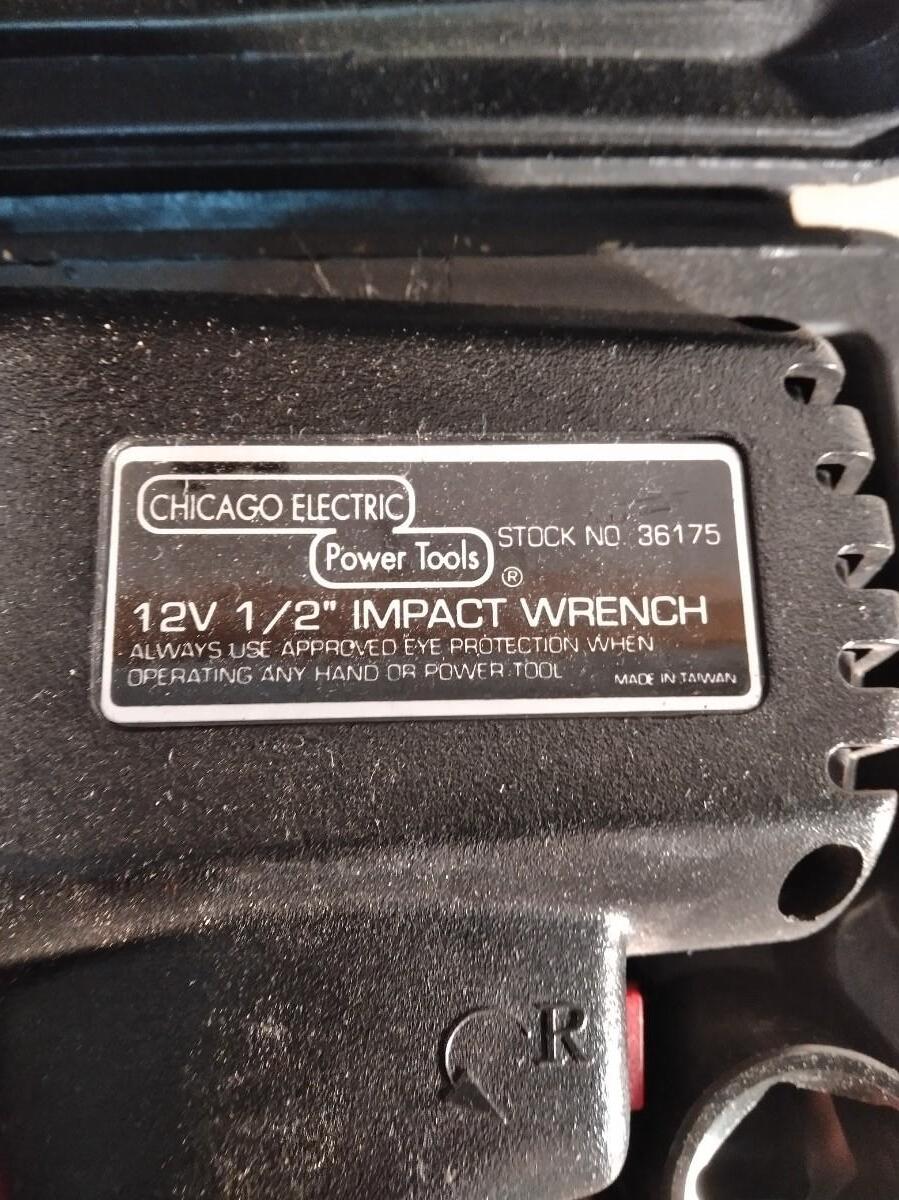 CHICAGO ELECTRIC
Power Tools ®
STOCK NO. 36175
12V 1/2" IMPACT WRENCH
ALWAYS USE APPROVED EYE PROTECTION WHEN
OPERATING ANY HAND OR POWER TOOL
MADE IN TAIWAN
R